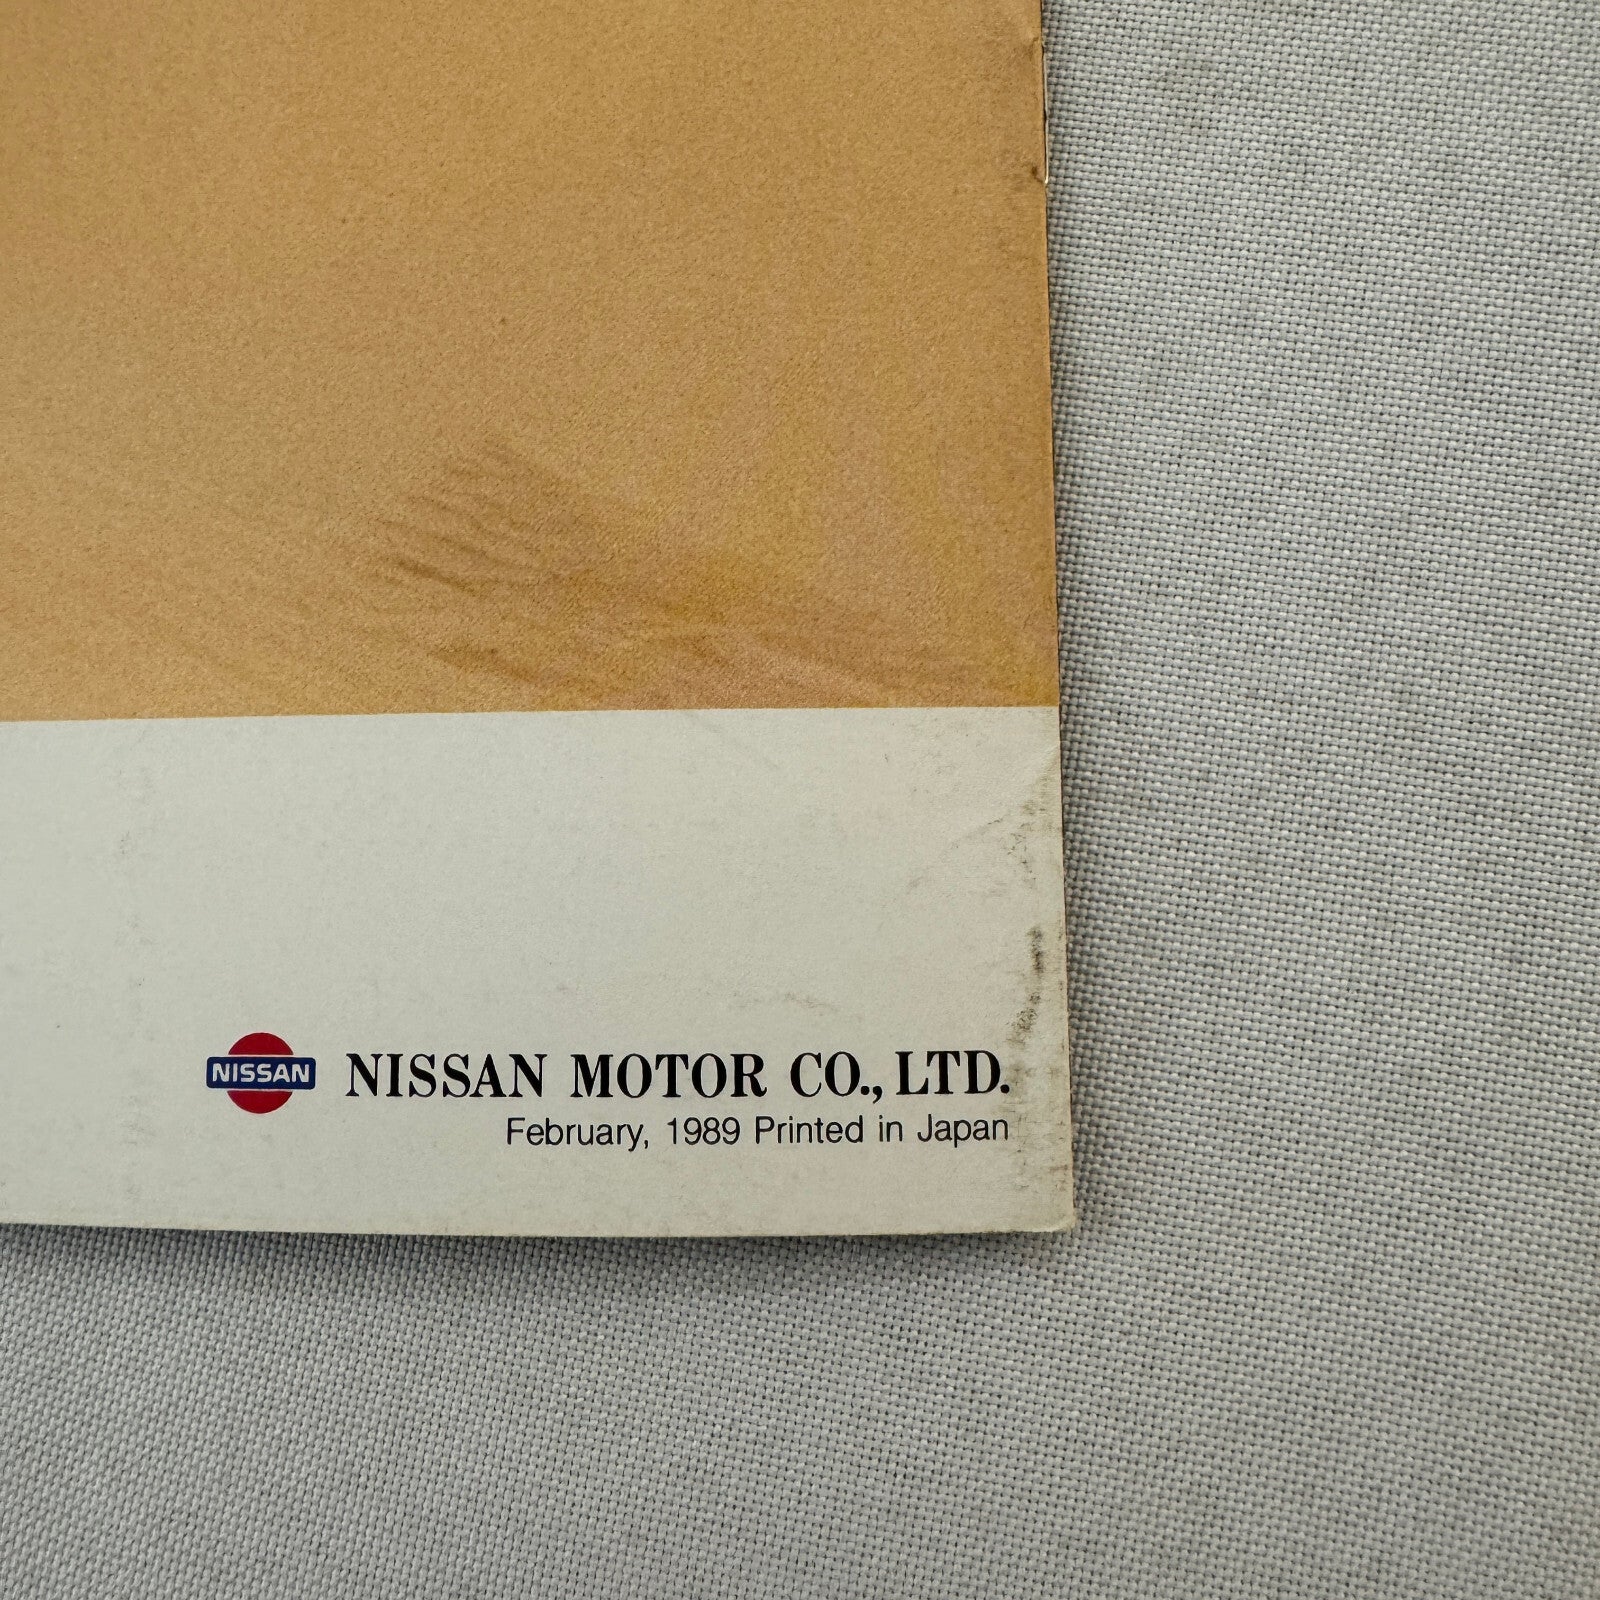 NISSAN NISSAN MOTOR CO., LTD.
February, 1989 Printed in Japan